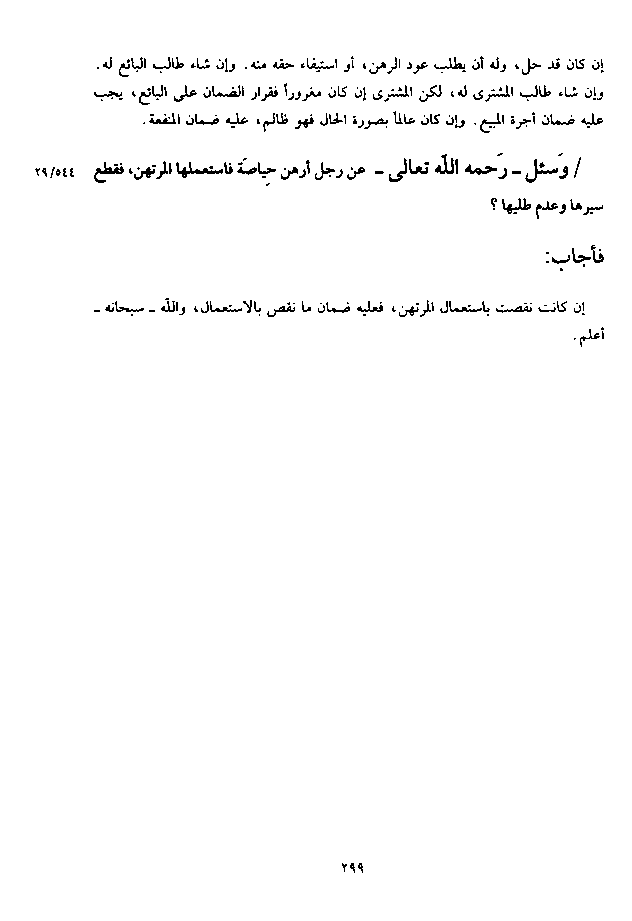 إن كان قد حل، وله أن يطلب عود الرهن، أو استيفاء حقه منه. وإن شاء طالب البائع له.
وإن شاء طالب المشترى له، لكن المشترى إن كان مغروراً فقرار الضمان على البائع، يجب
عليه ضمان أجرة المبيع. وإن كان عالماً بصورة الحال فهو ظالم، عليه ضمان المنفعة.
/ وَسئل ـ رَحمه اللَّه تعالى ـ عن رجل أرهن حِياصَة فاستعملها المرتهن، فقطع ٢٩/٥٤٤
سيرها وعدم طليها؟
فأجاب:
إن كانت نقصت باستعمال المرتهن، فعليه ضمان ما نقص بالاستعمال، واللَّه ـ سبحانه ـ
أعلم.
٢٩٩